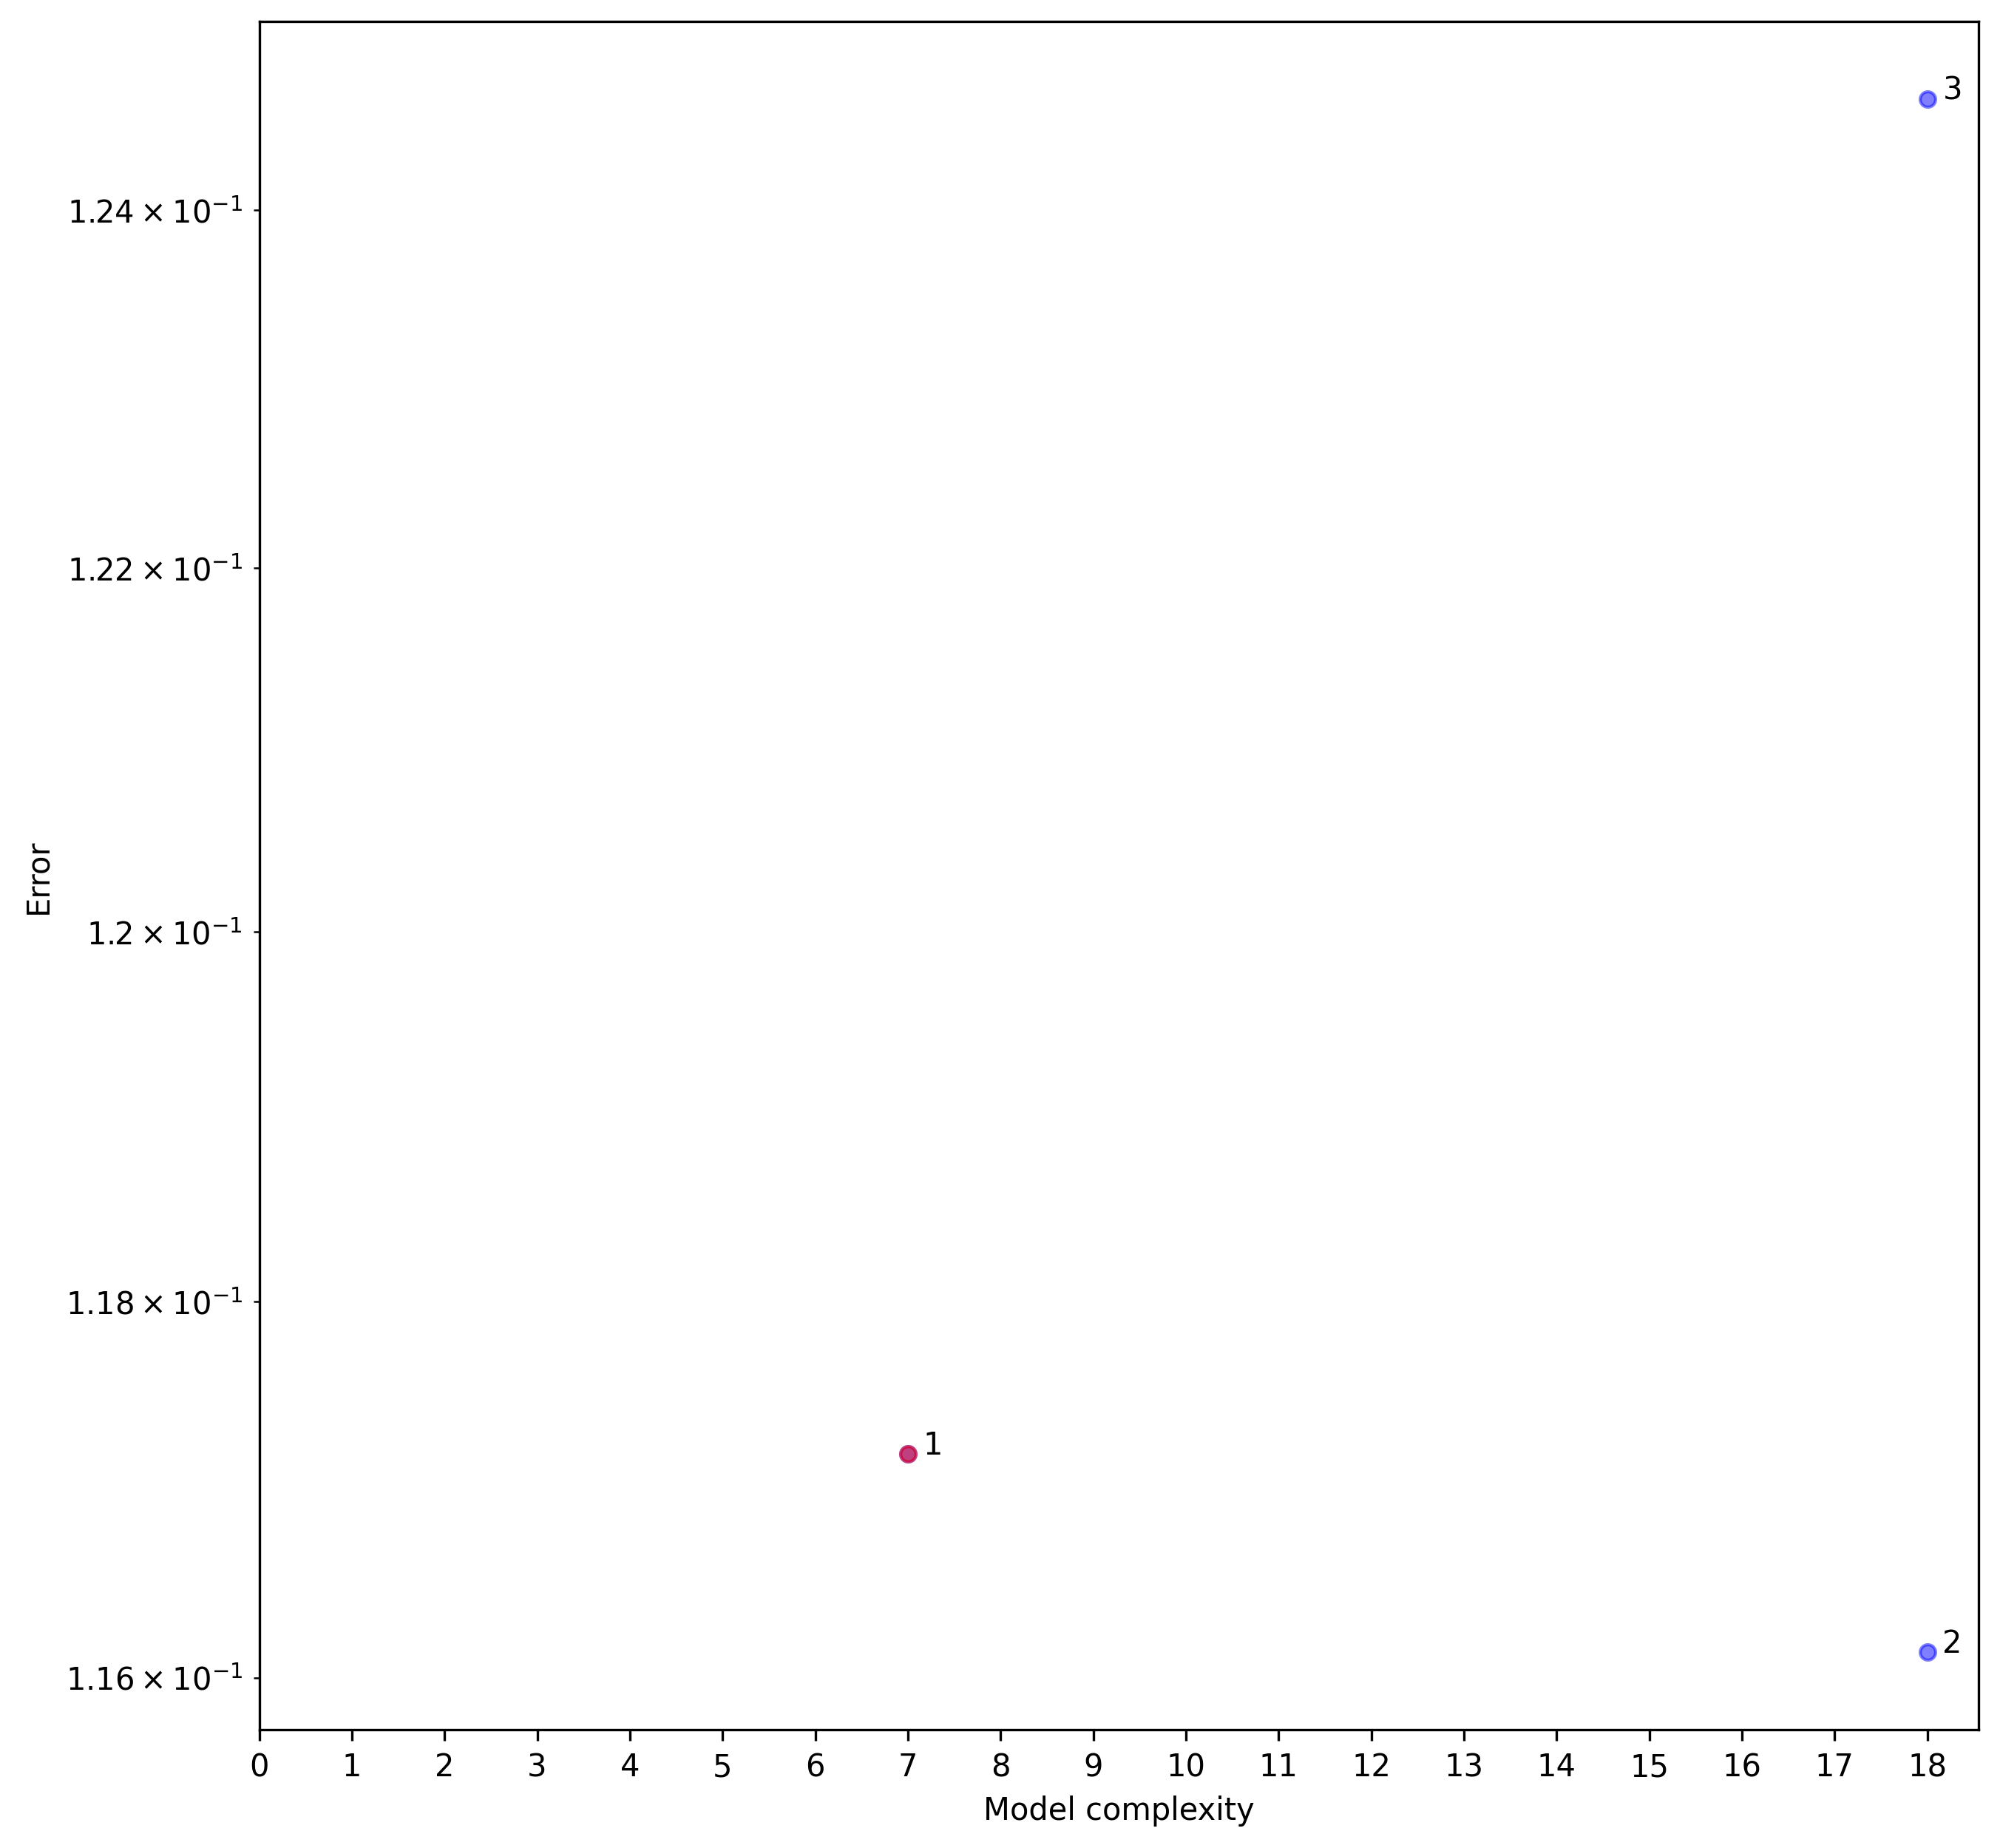 3
1.24 × 10⁻¹
1.22 × 10⁻¹
Error
1.2 × 10⁻¹
1.18 × 10⁻¹
1
2
1.16 × 10⁻¹
0 1 2 3 4 5 6 7 8 9 10 11 12 13 14 15 16 17 18
Model complexity